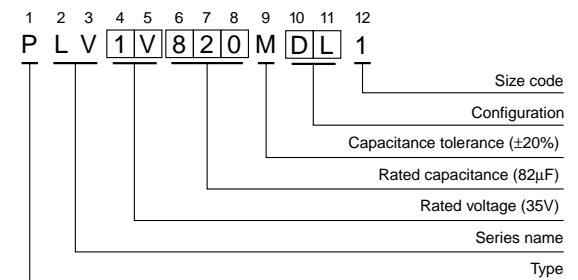 1 2 3 4 5 6 7 8 9 10 11 12
P L V 1 V 8 2 0 M D L 1
Size code
Configuration
Capacitance tolerance (±20%)
Rated capacitance (82μF)
Rated voltage (35V)
Series name
Type